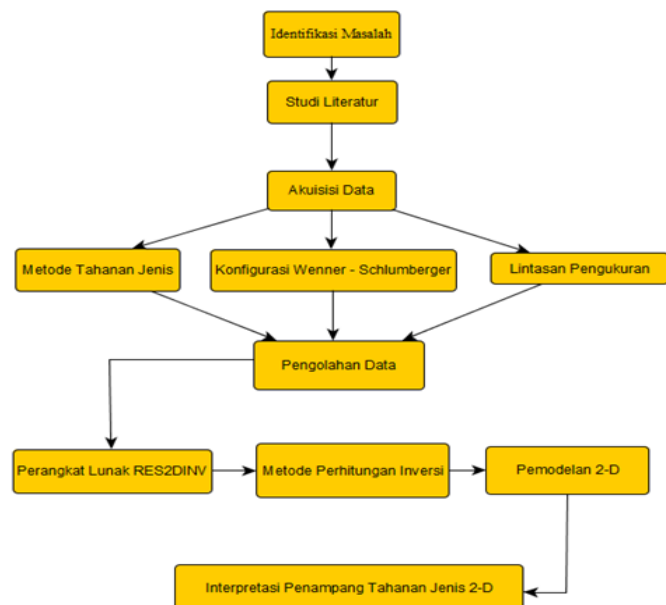 Identifikasi Masalah
Studi Literatur
Akuisisi Data
Metode Tahanan Jenis
Konfigurasi Wenner - Schlumberger
Lintasan Pengukuran
Pengolahan Data
Perangkat Lunak RES2DINV
Metode Perhitungan Inversi
Pemodelan 2-D
Interpretasi Penampang Tahanan Jenis 2-D